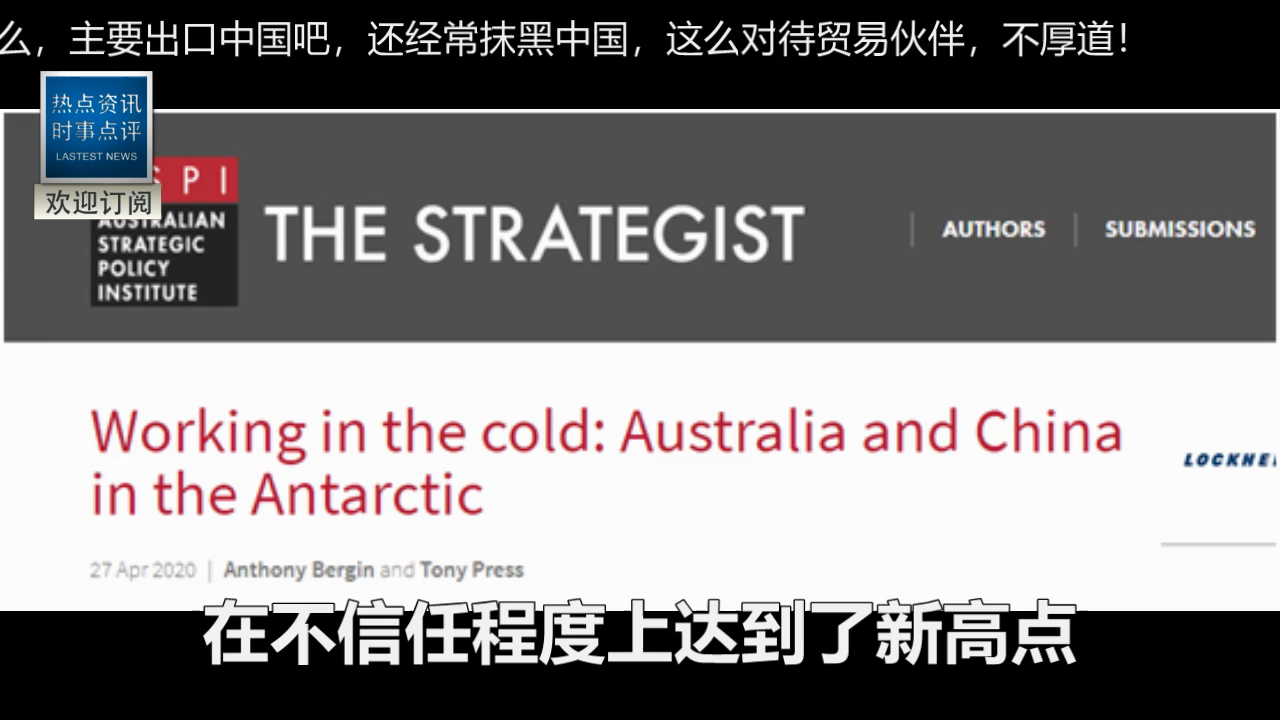 么，主要出口中国吧，还经常抹黑中国，这么对待贸易伙伴，不厚道！
热点资讯
时事点评
LASTEST NEWS
欢迎订阅
S P I
AUSTRALIAN
STRATEGIC
POLICY
INSTITUTE
THE STRATEGIST
AUTHORS
SUBMISSIONS
Working in the cold: Australia and China
in the Antarctic
LOCKHE
27 Apr 2020 | Anthony Bergin and Tony Press
在不信任程度上达到了新高点